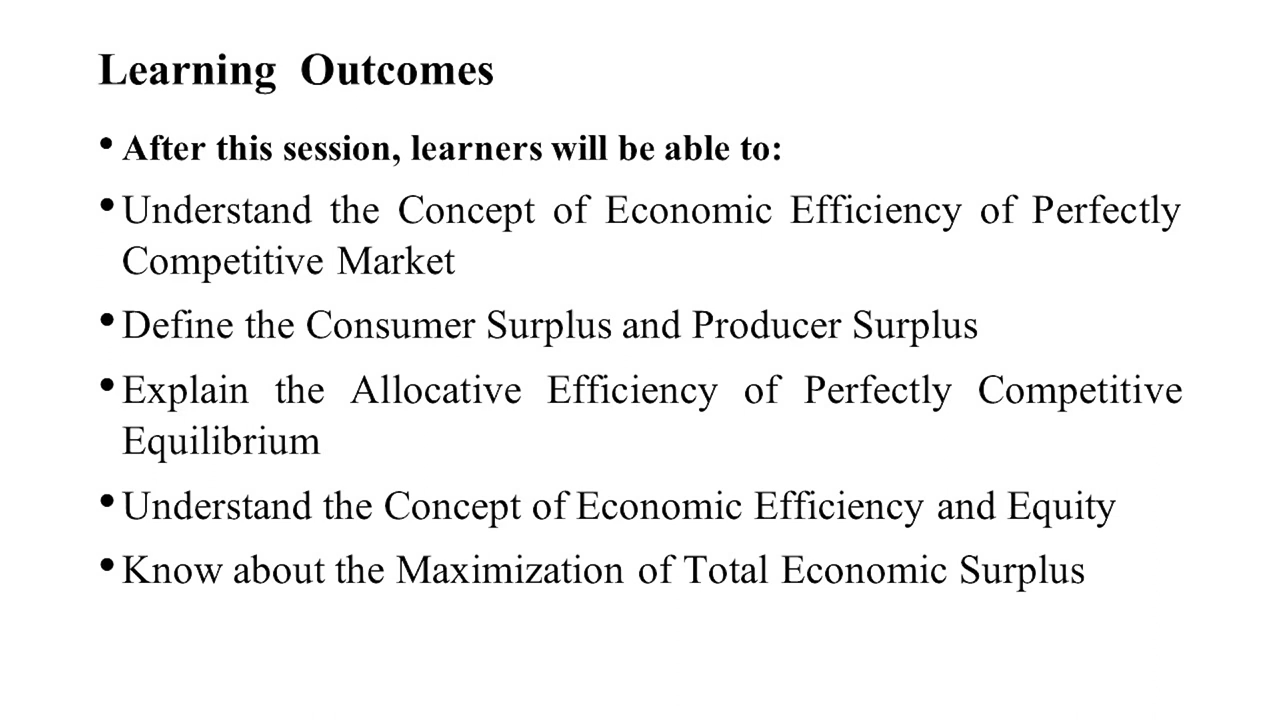 Learning Outcomes
• After this session, learners will be able to:
• Understand the Concept of Economic Efficiency of Perfectly
Competitive Market
• Define the Consumer Surplus and Producer Surplus
• Explain the Allocative Efficiency of Perfectly Competitive
Equilibrium
• Understand the Concept of Economic Efficiency and Equity
• Know about the Maximization of Total Economic Surplus